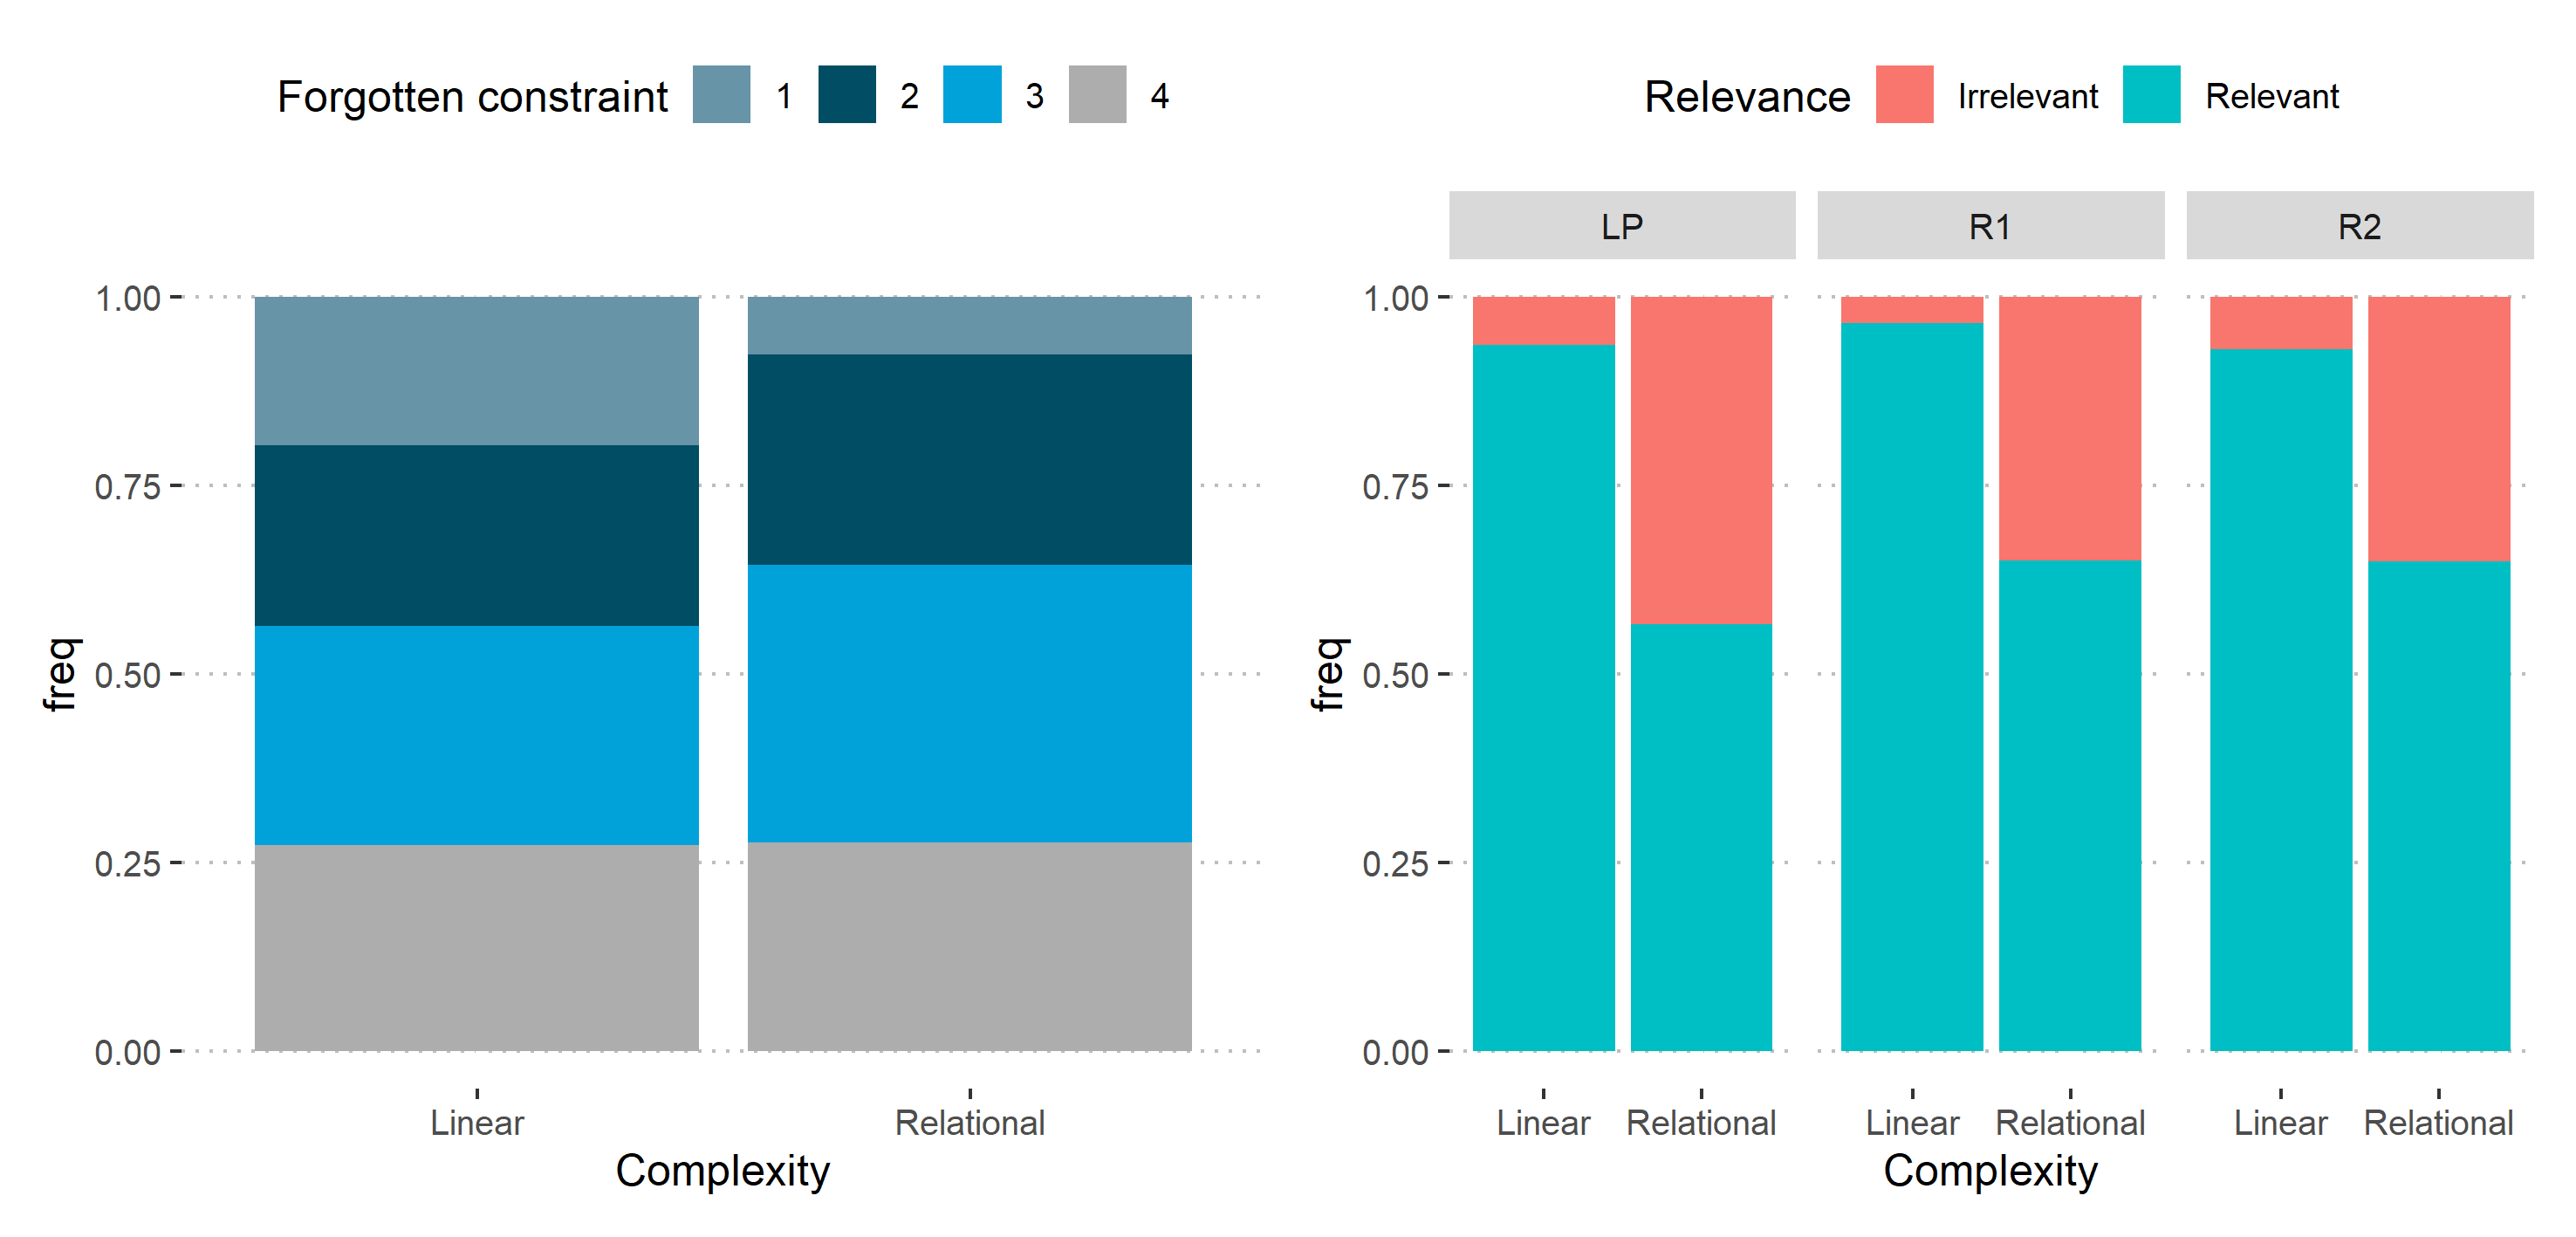 Forgotten constraint 1 2 3 4
1.00
0.75
0.50
0.25
0.00
freq
Linear Relational
Complexity
Relevance Irrelevant Relevant
LP R1 R2
1.00
0.75
0.50
0.25
0.00
freq
Linear Relational Linear Relational Linear Relational
Complexity